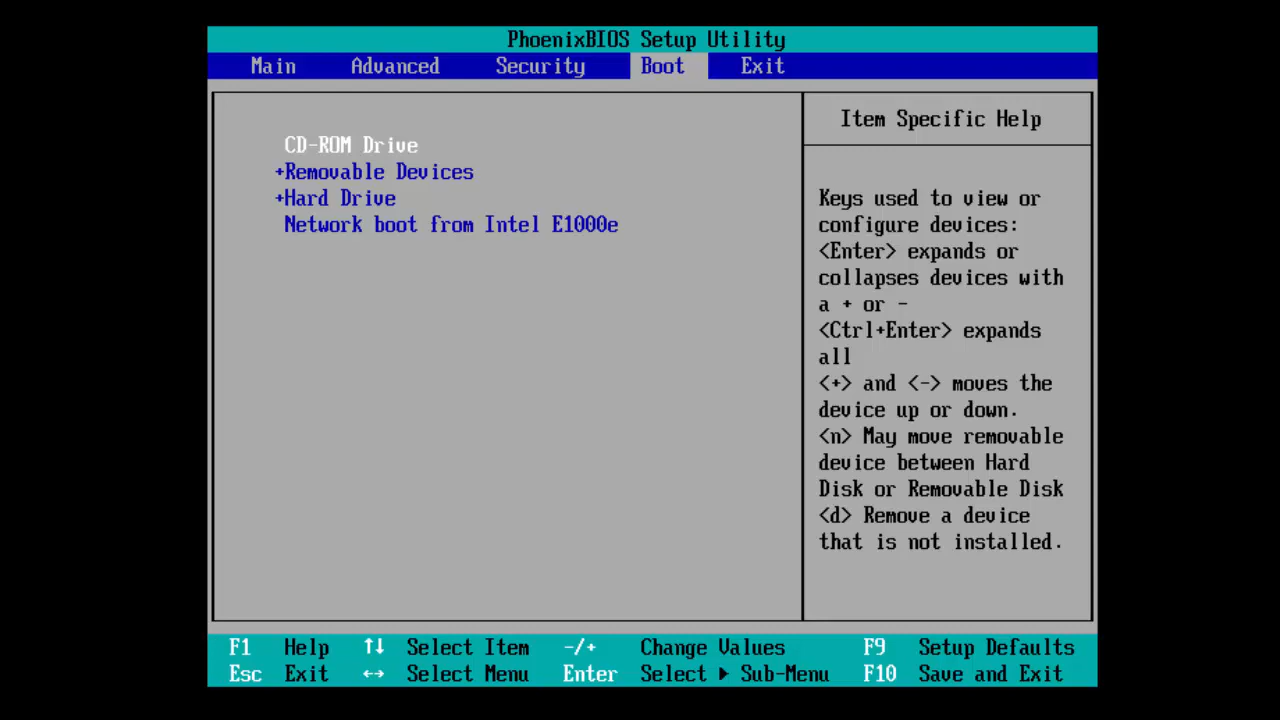 PhoenixBIOS Setup Utility
Main Advanced Security Boot Exit
CD-ROM Drive
+Removable Devices
+Hard Drive
Network boot from Intel E1000e
Item Specific Help
Keys used to view or
configure devices:
<Enter> expands or
collapses devices with
a + or -
<Ctrl+Enter> expands
all
<+> and <-> moves the
device up or down.
<n> May move removable
device between Hard
Disk or Removable Disk
<d> Remove a device
that is not installed.
F1 Help ↑↓ Select Item -/+ Change Values F9 Setup Defaults
Esc Exit ↔ Select Menu Enter Select ▶ Sub-Menu F10 Save and Exit